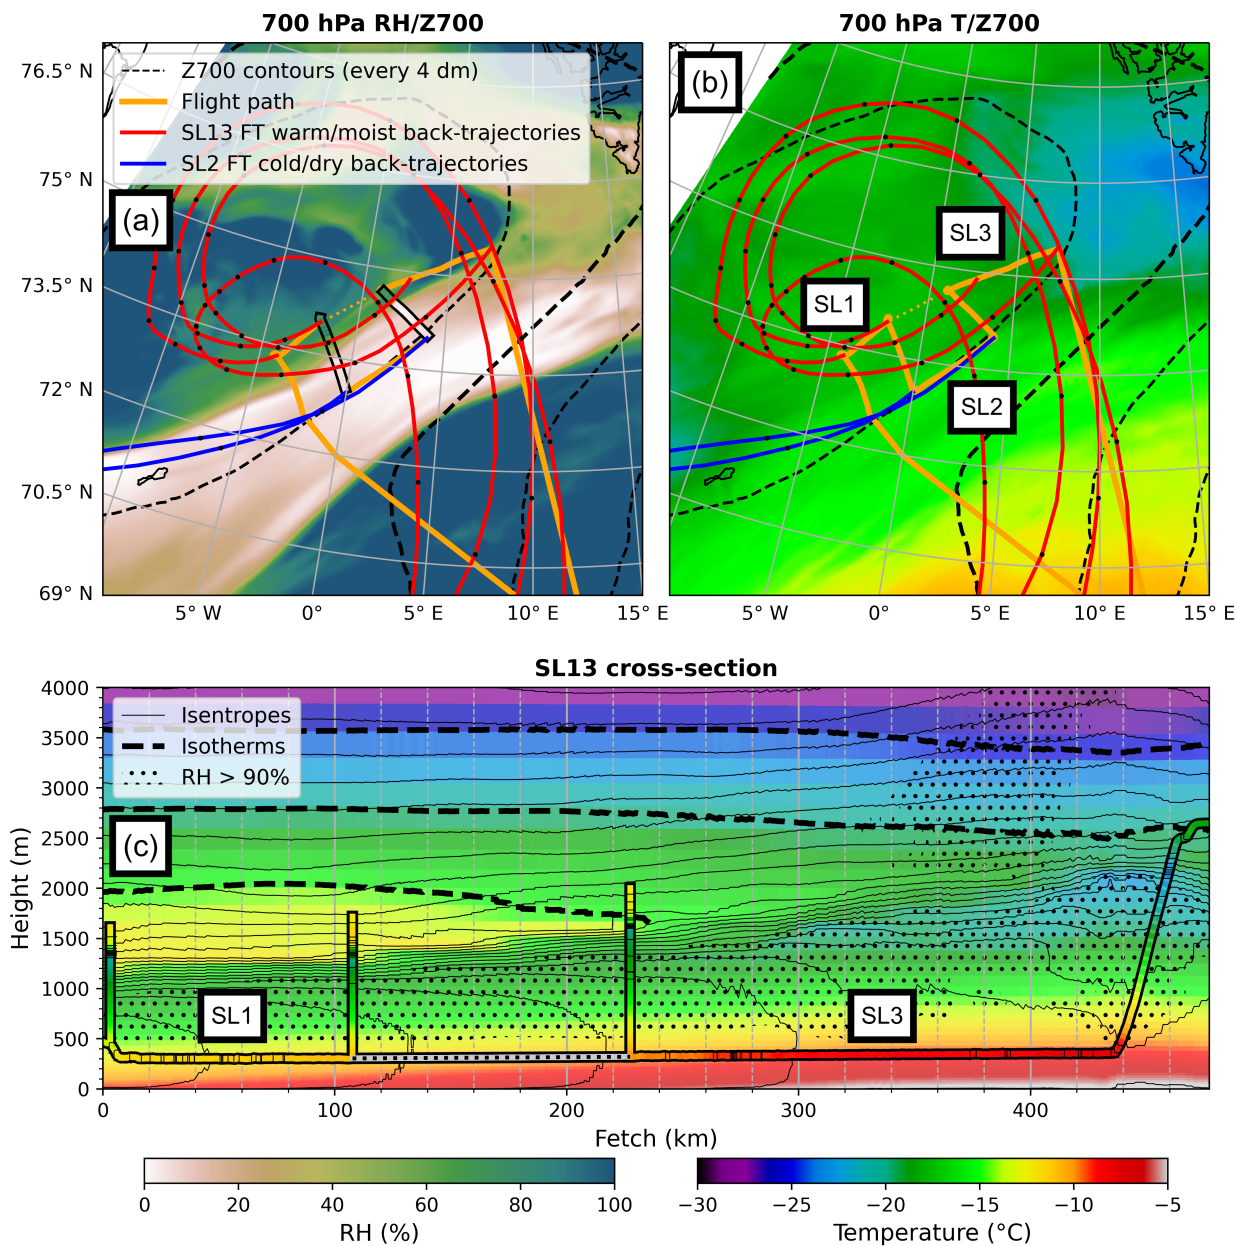 700 hPa RH/Z700
700 hPa T/Z700
76.5° N
75° N
73.5° N
72° N
70.5° N
69° N
Z700 contours (every 4 dm)
Flight path
SL13 FT warm/moist back-trajectories
SL2 FT cold/dry back-trajectories
(a)
(b)
SL3
SL1
SL2
5° W
0°
5° E
10° E
15° E
5° W
0°
5° E
10° E
15° E
SL13 cross-section
4000
3500
3000
2500
2000
1500
1000
500
0
Height (m)
Isentropes
Isotherms
RH > 90%
(c)
SL1
SL3
0
100
200
300
400
Fetch (km)
0
20
40
60
80
100
RH (%)
−30
−25
−20
−15
−10
−5
Temperature (°C)